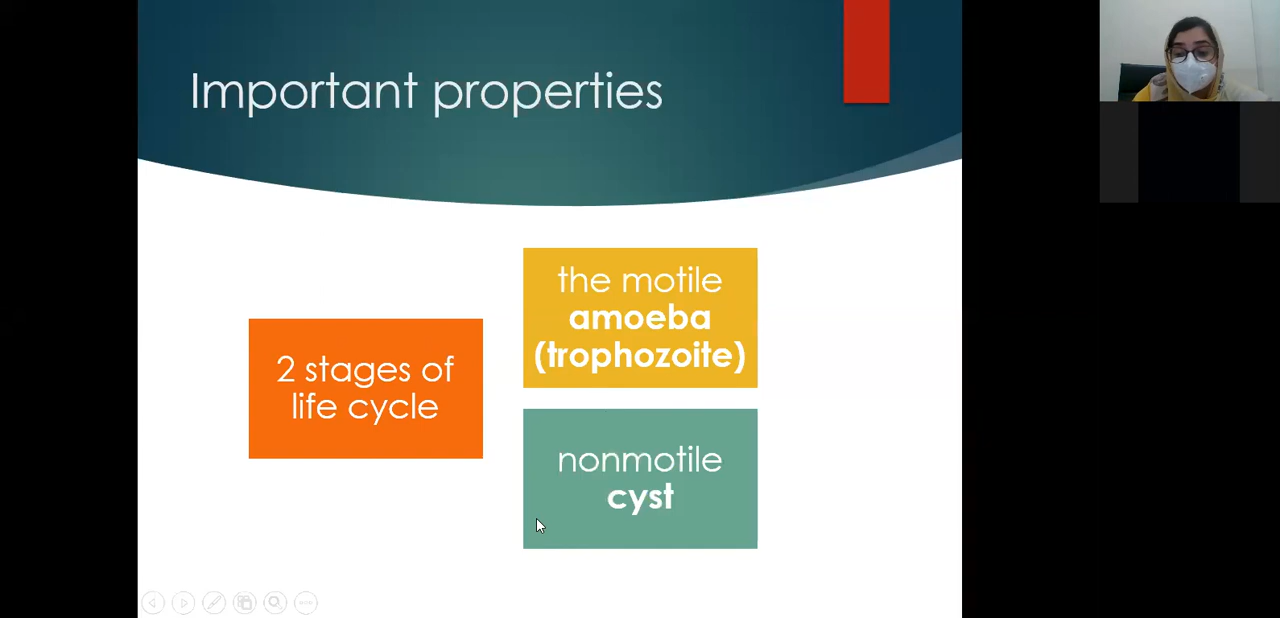 Important properties
2 stages of
life cycle
the motile
amoeba
(trophozoite)
nonmotile
cyst